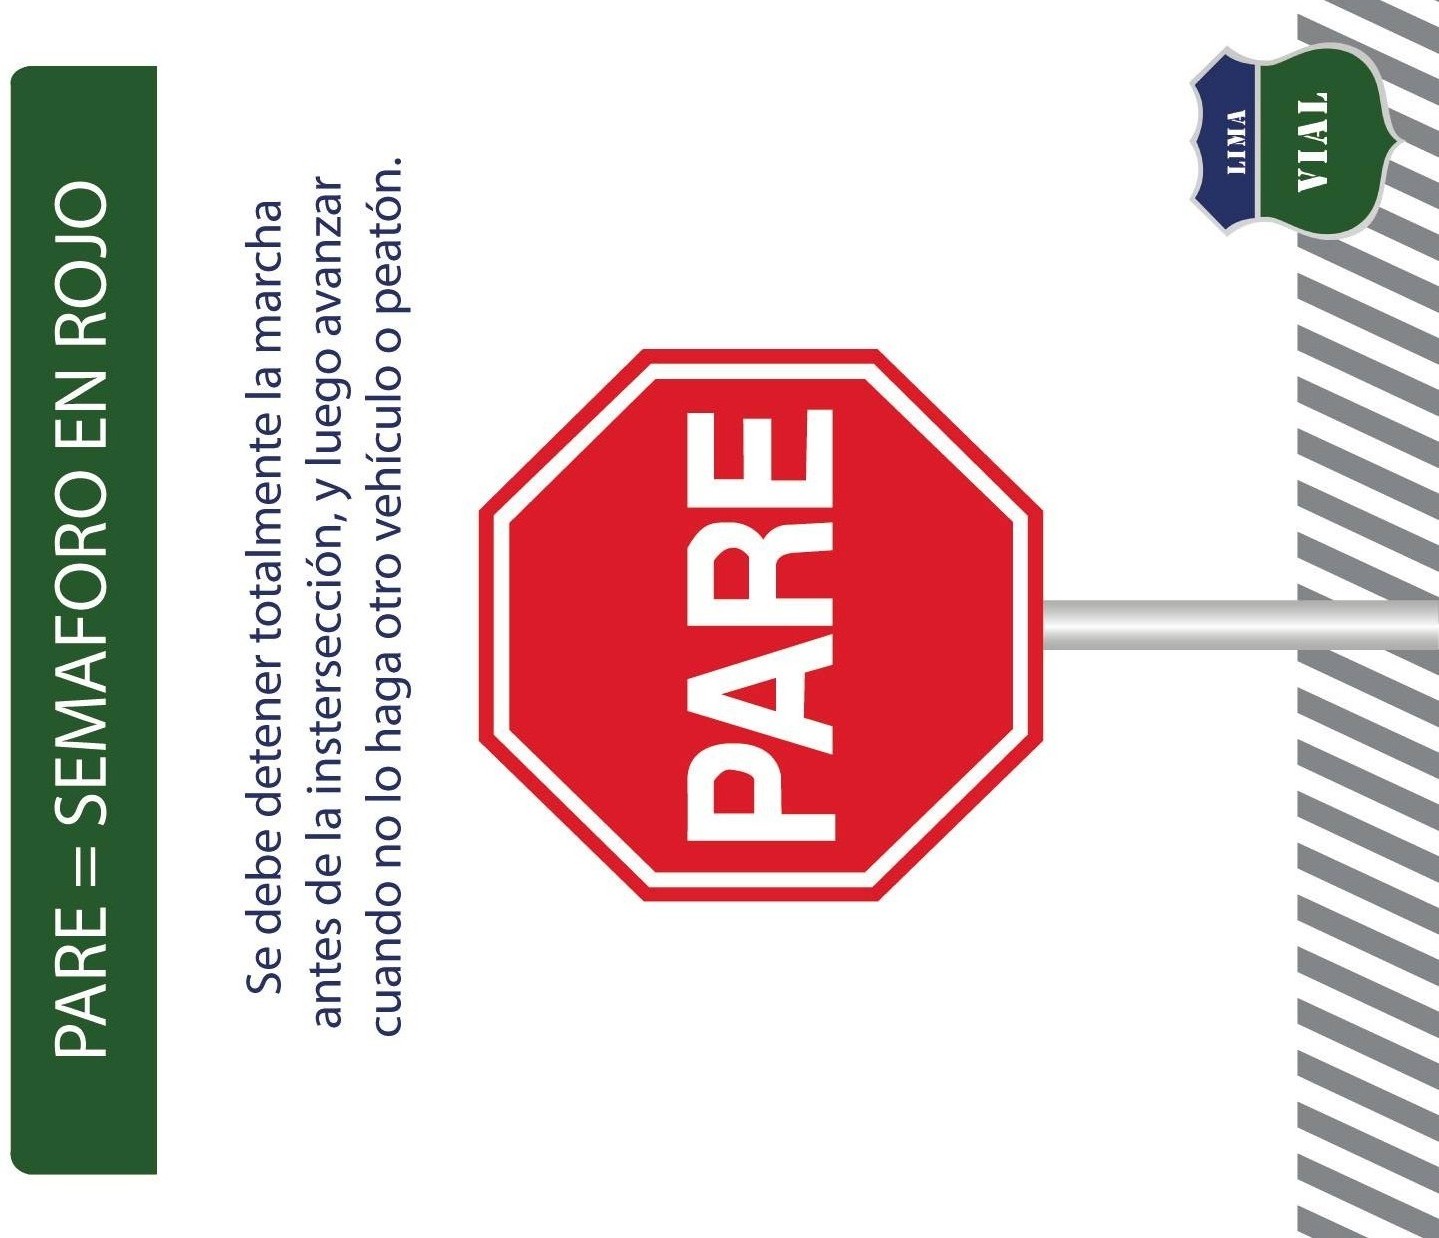 PARE = SEMAFORO EN ROJO
Se debe detener totalmente la marcha
antes de la instersección, y luego avanzar
cuando no lo haga otro vehículo o peatón.
PARE
LIMA
VIAL